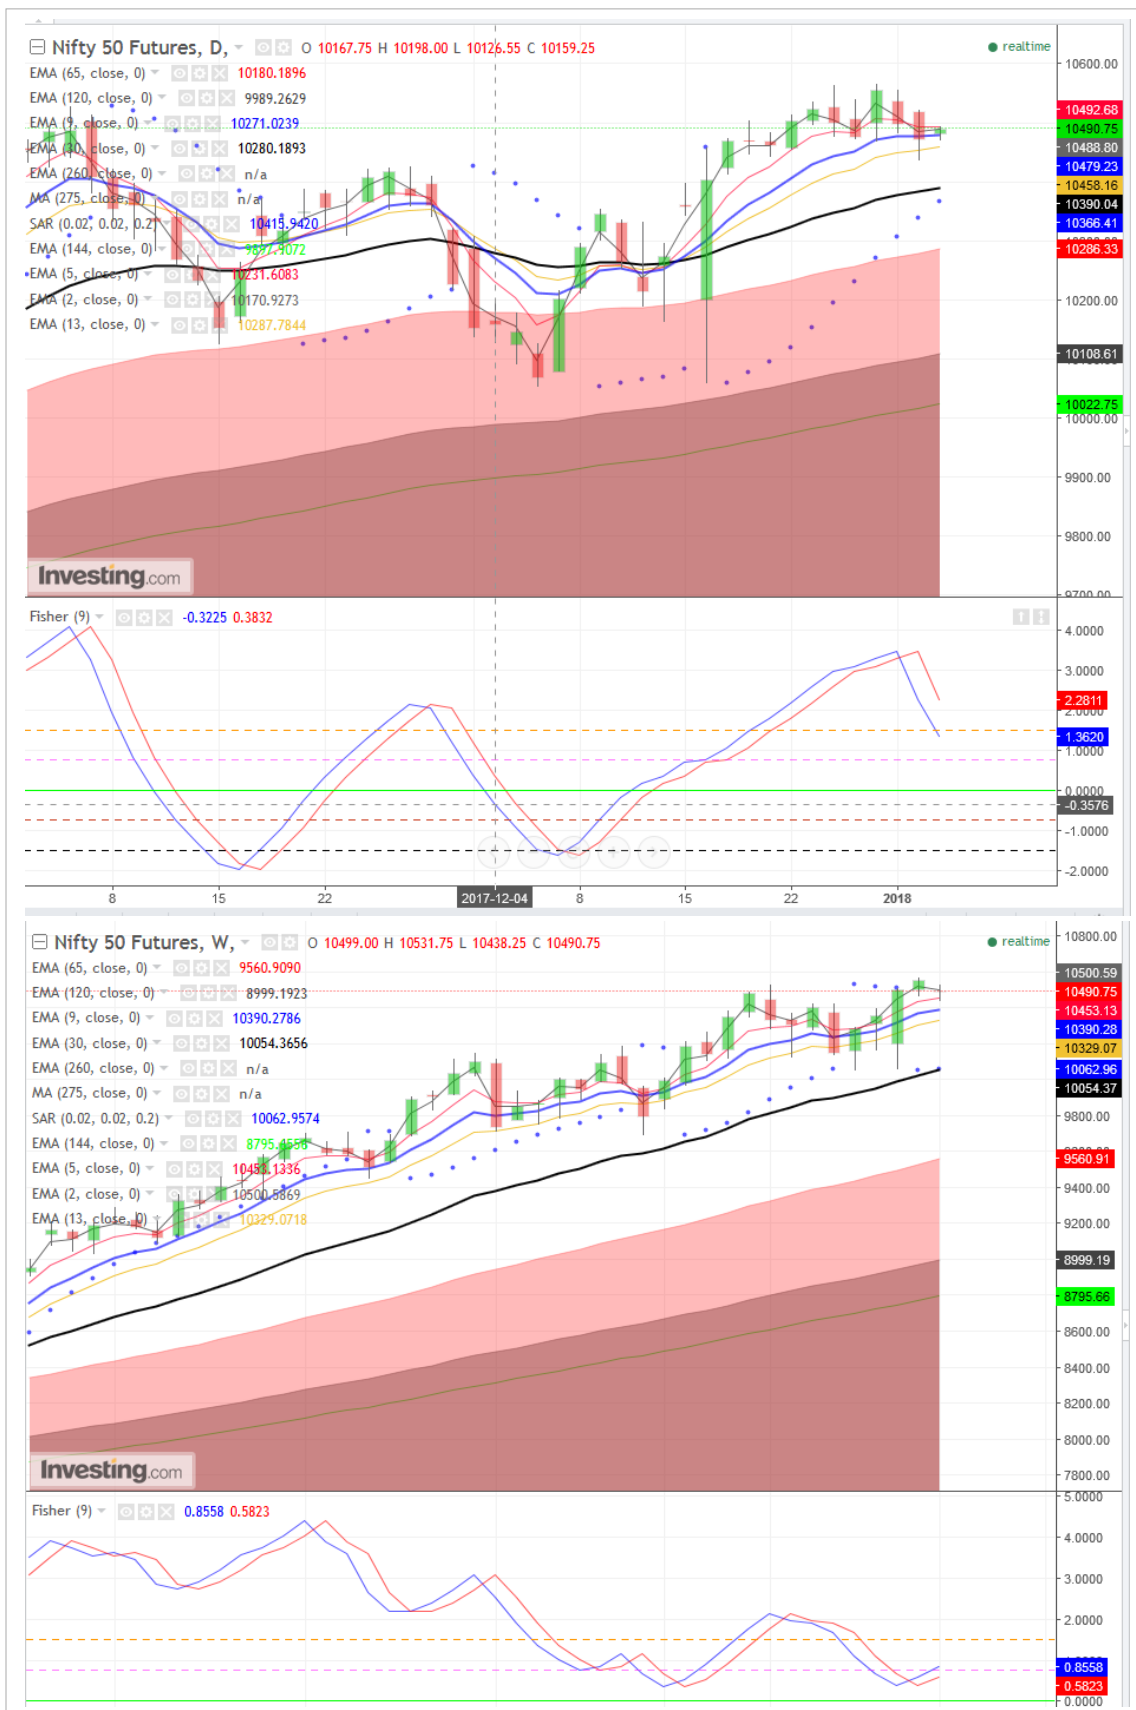 Nifty 50 Futures, D, O 10167.75 H 10198.00 L 10126.55 C 10159.25
realtime
EMA (65, close, 0) 10180.1896
EMA (120, close, 0) 9989.2629
EMA (9, close, 0) 10271.0239
EMA (30, close, 0) 10280.1893
EMA (260, close, 0) n/a
MA (275, close, 0) n/a
SAR (0.02, 0.02, 0.2) 10415.9420
EMA (144, close, 0) 9897.9072
EMA (5, close, 0) 10231.6083
EMA (2, close, 0) 10170.9273
EMA (13, close, 0) 10287.7844
10600.00
10492.68
10490.75
10488.80
10479.23
10458.16
10390.04
10366.41
10286.33
10200.00
10108.61
10022.75
10000.00
9900.00
9800.00
9700.00
Investing.com
Fisher (9) -0.3225 0.3832
4.0000
3.0000
2.2811
2.0000
1.3620
1.0000
0.0000
-0.3576
-1.0000
-2.0000
8 15 22 2017-12-04 8 15 22 2018
Nifty 50 Futures, W, O 10499.00 H 10531.75 L 10438.25 C 10490.75
realtime
EMA (65, close, 0) 9560.9090
EMA (120, close, 0) 8999.1923
EMA (9, close, 0) 10390.2786
EMA (30, close, 0) 10054.3656
EMA (260, close, 0) n/a
MA (275, close, 0) n/a
SAR (0.02, 0.02, 0.2) 10062.9574
EMA (144, close, 0)
EMA (5, close, 0) 10453.1336
EMA (2, close, 0) 10500.5869
EMA (13, close, 0) 10329.0718
10800.00
10500.59
10490.75
10453.13
10390.28
10329.07
10062.96
10054.37
9800.00
9560.91
9400.00
9200.00
8999.19
8795.66
8600.00
8400.00
8200.00
8000.00
7800.00
Investing.com
Fisher (9) 0.8558 0.5823
5.0000
4.0000
3.0000
2.0000
0.8558
0.5823
0.0000